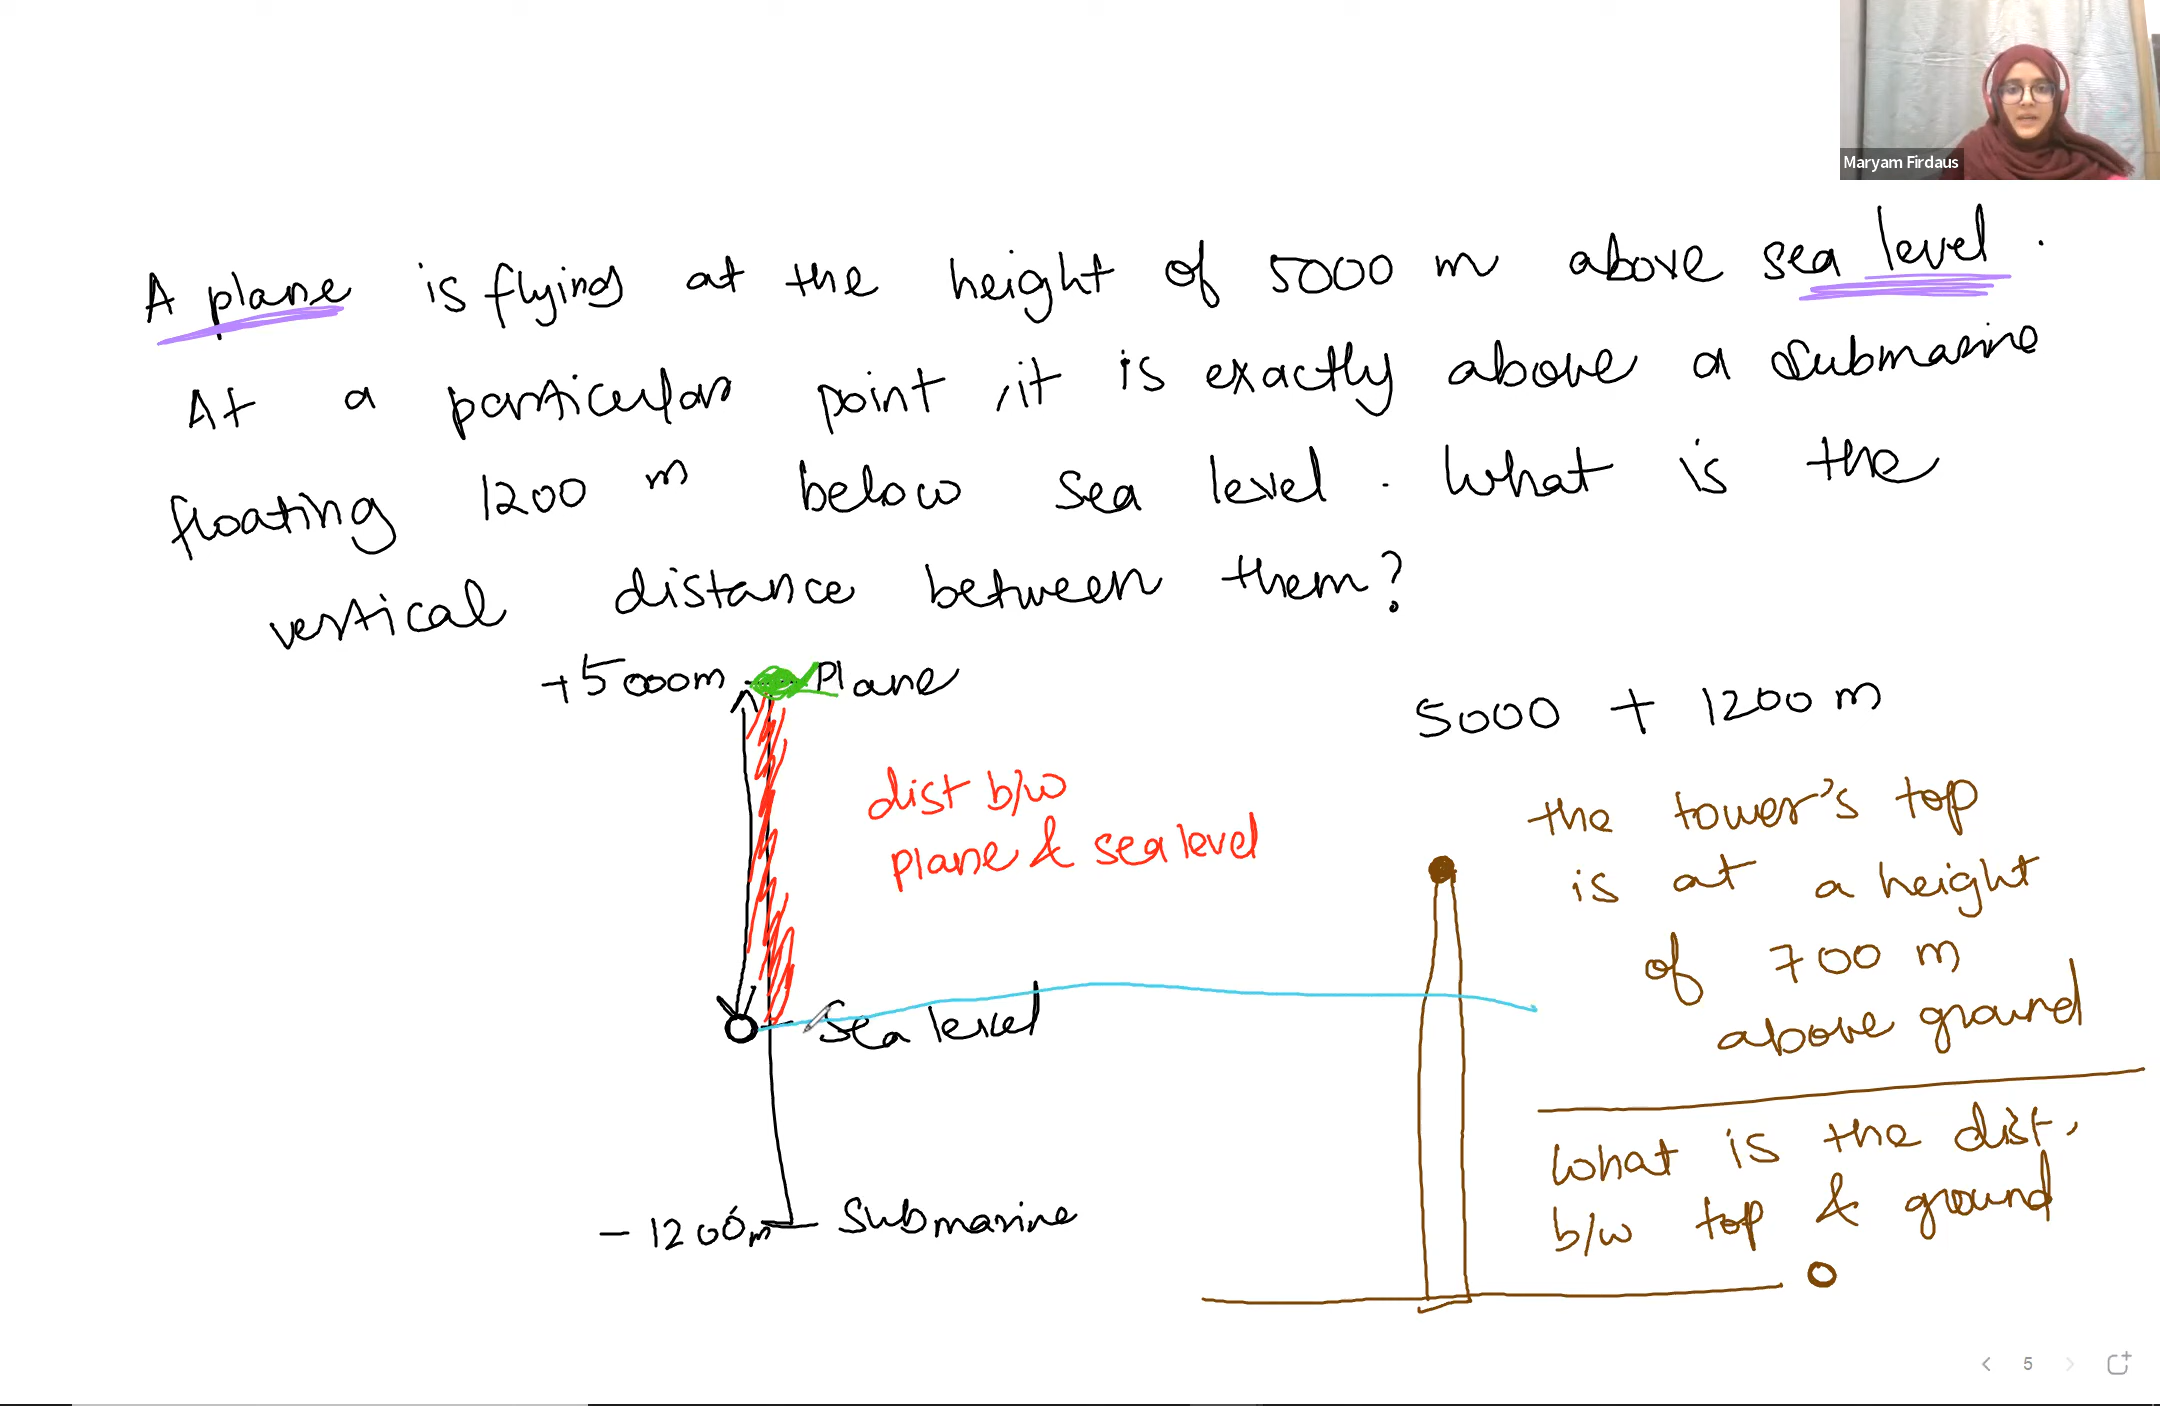 Maryam Firdaus
A plane is flying at the height of 5000 m above sea level.
At a particular point, it is exactly above a submarine
floating 1200 m below sea level. What is the
vertical distance between them?
+5000m Plane
5000 + 1200 m
dist b/w
plane & sea level
the tower's top
is at a height
of 700 m
above ground
Sea level
What is the dist.
b/w top & ground
-1200m Submarine
5